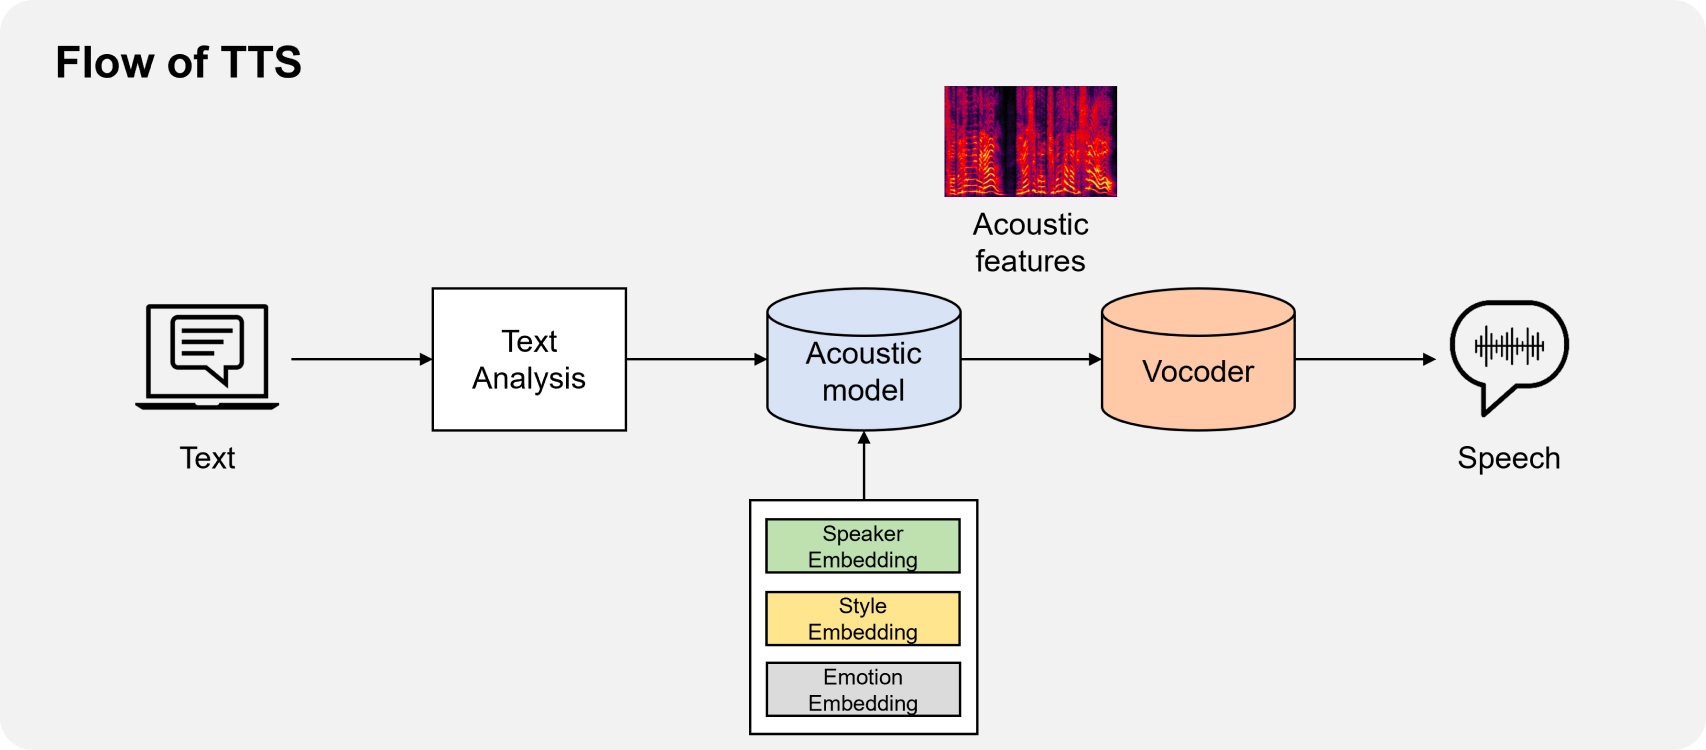 Flow of TTS
Acoustic
features
Text
Analysis
Acoustic
model
Vocoder
Text
Speech
Speaker
Embedding
Style
Embedding
Emotion
Embedding